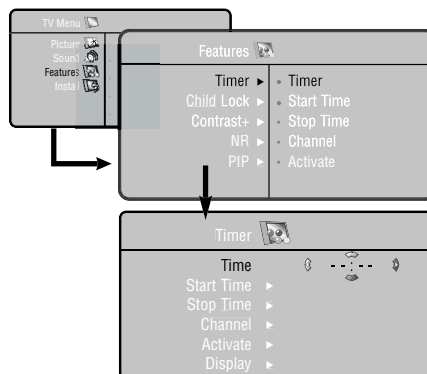 TV Menu
Picture
Sound
Features
Install
Features
Timer
Timer
Child Lock
Start Time
Contrast+
Stop Time
NR
Channel
PIP
Activate
Timer
Time
--:--
Start Time
Stop Time
Channel
Activate
Display